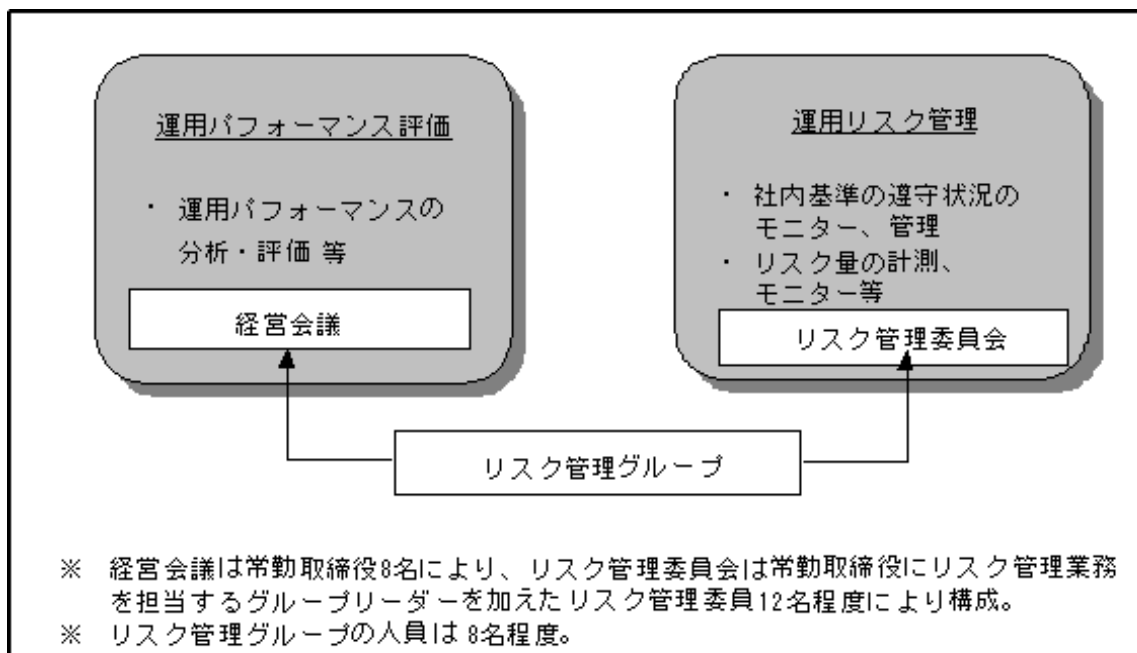 運用パフォーマンス評価
・ 運用パフォーマンスの
分析・評価 等
経営会議
運用リスク管理
・ 社内基準の遵守状況の
モニター、管理
・ リスク量の計測、
モニター等
リスク管理委員会
リスク管理グループ
※ 経営会議は常勤取締役8名により、リスク管理委員会は常勤取締役にリスク管理業務
を担当するグループリーダーを加えたリスク管理委員12名程度により構成。
※ リスク管理グループの人員は8名程度。